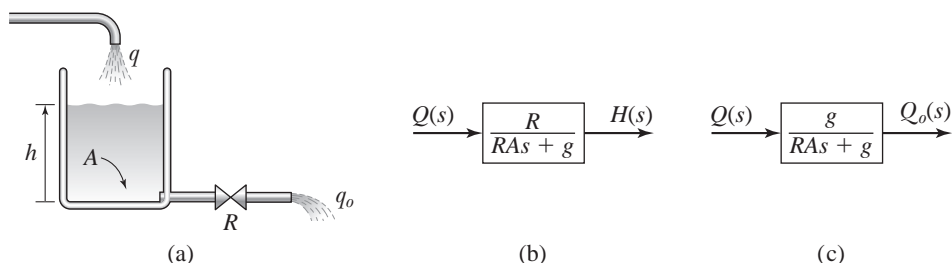 q
h
A
R
q_o
(a)
Q(s)
R
RAs + g
H(s)
(b)
Q(s)
g
RAs + g
Q_o(s)
(c)